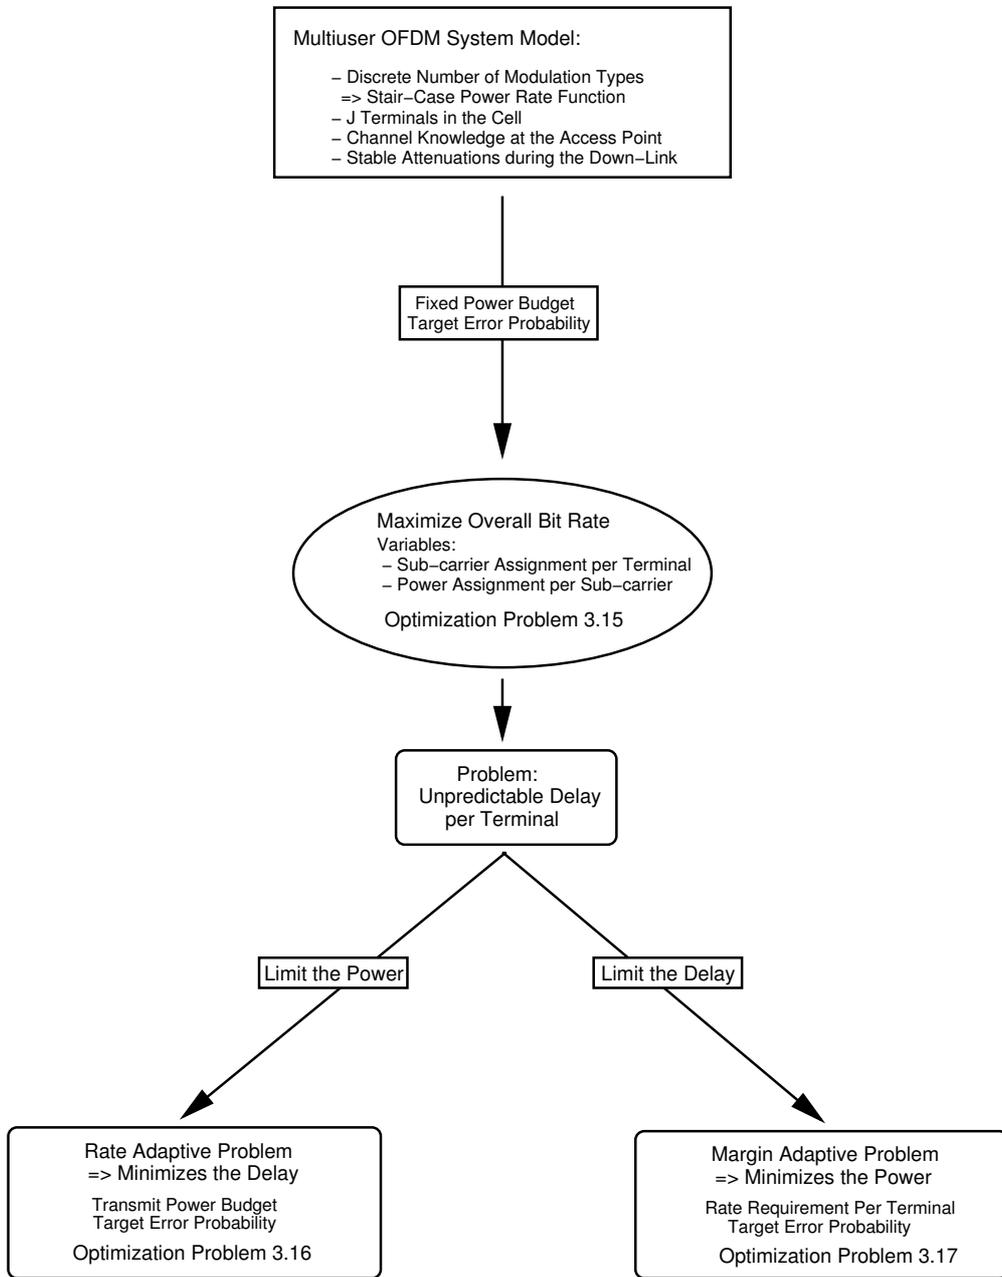 Multiuser OFDM System Model:
− Discrete Number of Modulation Types
=> Stair−Case Power Rate Function
− J Terminals in the Cell
− Channel Knowledge at the Access Point
− Stable Attenuations during the Down−Link
Fixed Power Budget
Target Error Probability
Maximize Overall Bit Rate
Variables:
− Sub−carrier Assignment per Terminal
− Power Assignment per Sub−carrier
Optimization Problem 3.15
Problem:
Unpredictable Delay
per Terminal
Limit the Power
Limit the Delay
Rate Adaptive Problem
=> Minimizes the Delay
Transmit Power Budget
Target Error Probability
Optimization Problem 3.16
Margin Adaptive Problem
=> Minimizes the Power
Rate Requirement Per Terminal
Target Error Probability
Optimization Problem 3.17